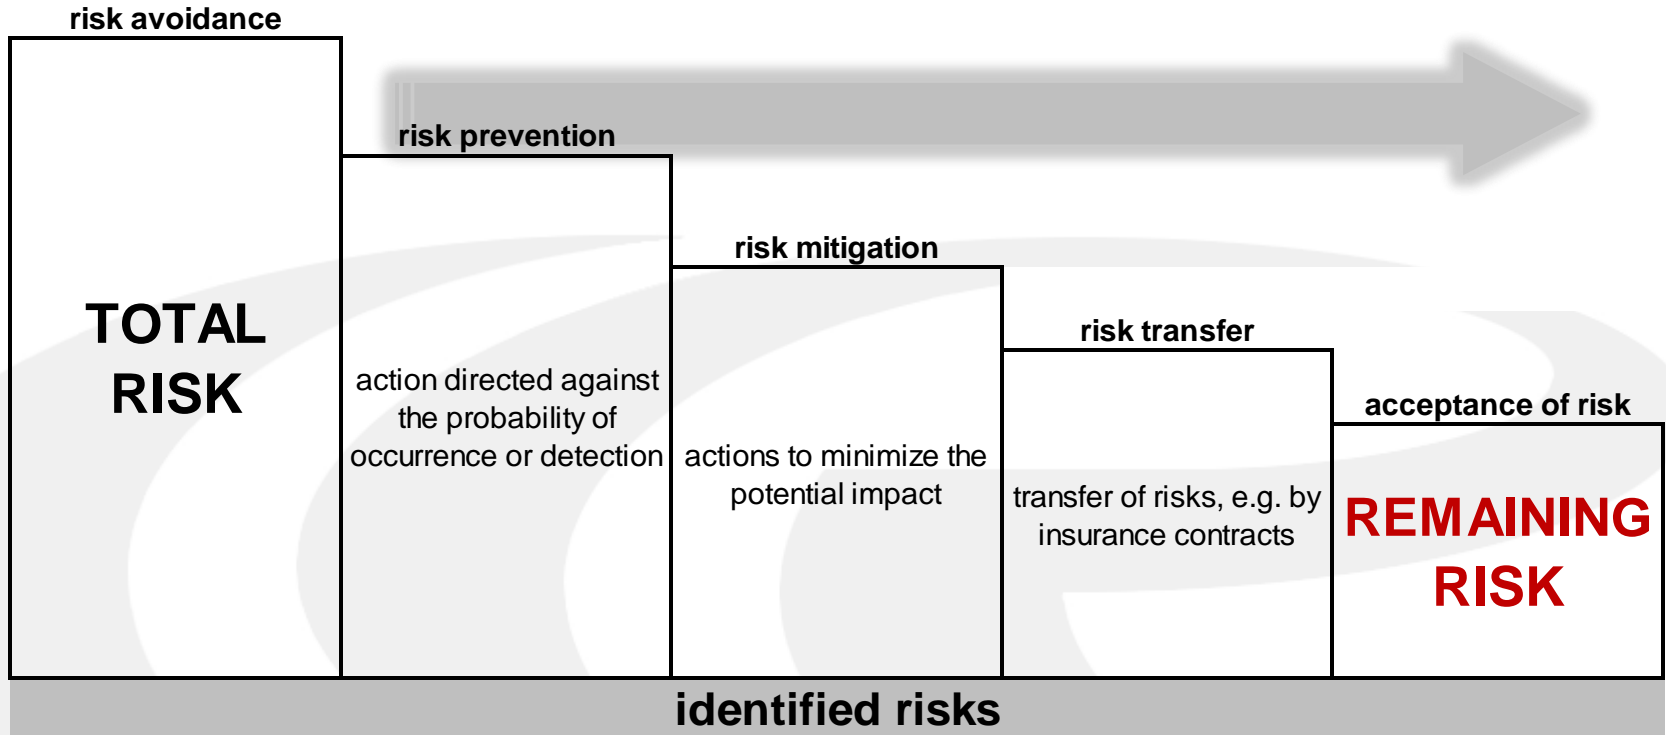 risk avoidance
TOTAL
RISK
risk prevention
action directed against
the probability of
occurrence or detection
risk mitigation
actions to minimize the
potential impact
risk transfer
transfer of risks, e.g. by
insurance contracts
acceptance of risk
REMAINING
RISK
identified risks